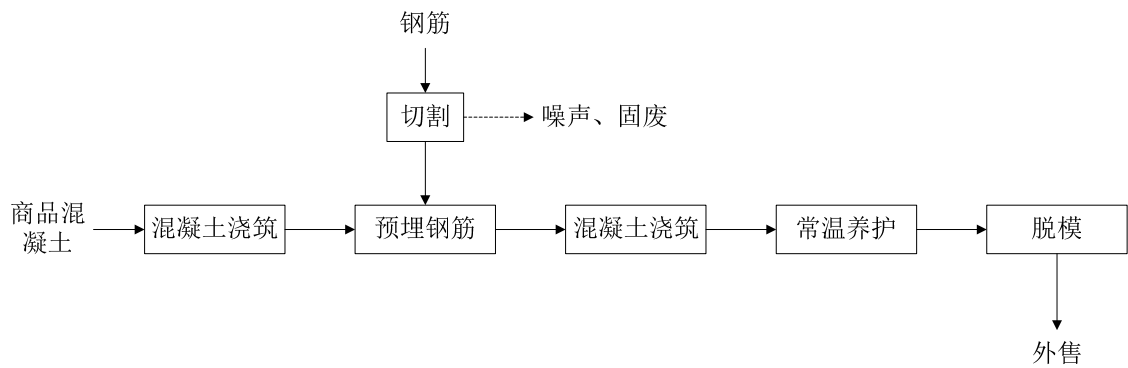 钢筋
切割
噪声、固废
商品混
凝土
混凝土浇筑
预埋钢筋
混凝土浇筑
常温养护
脱模
外售